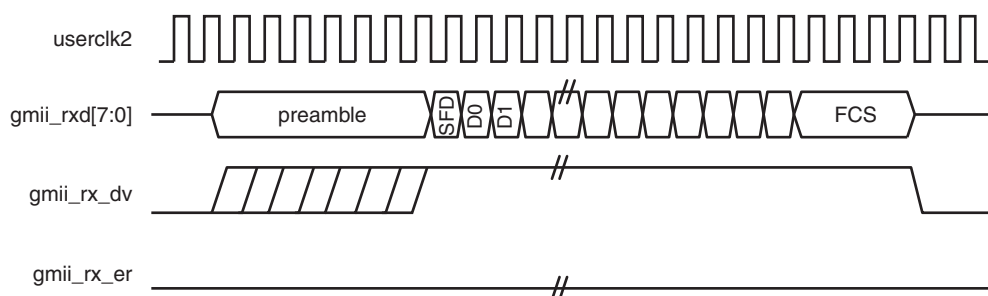 userclk2
gmii_rxd[7:0]
preamble
SFD
D0
D1
FCS
gmii_rx_dv
gmii_rx_er